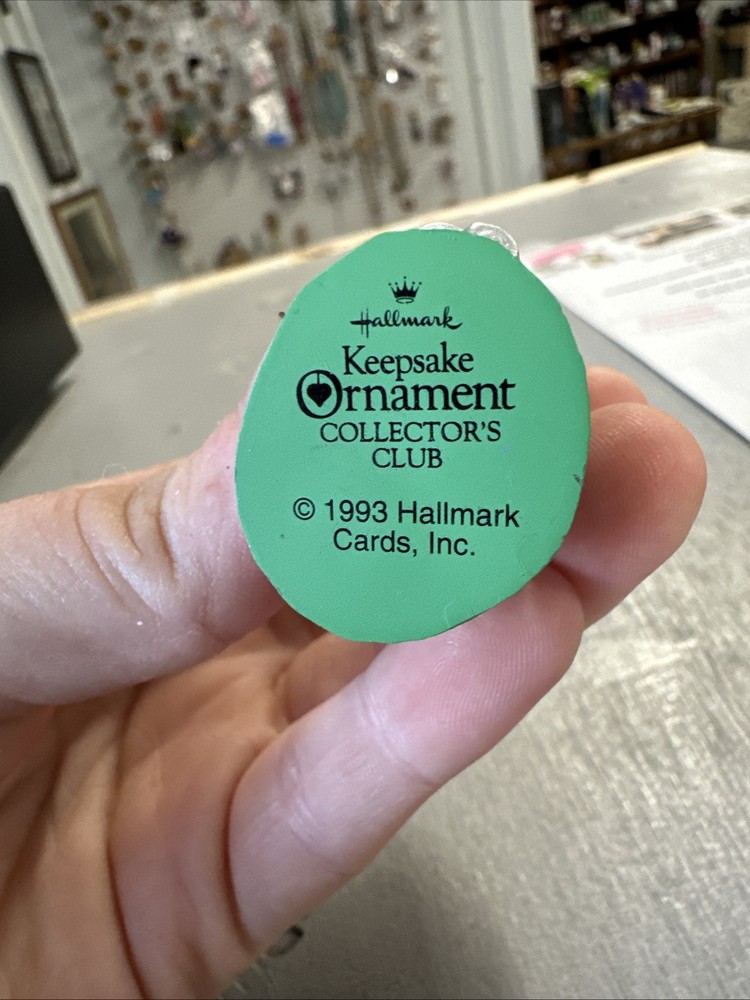 Hallmark
Keepsake
Ornament
COLLECTOR'S
CLUB
© 1993 Hallmark
Cards, Inc.